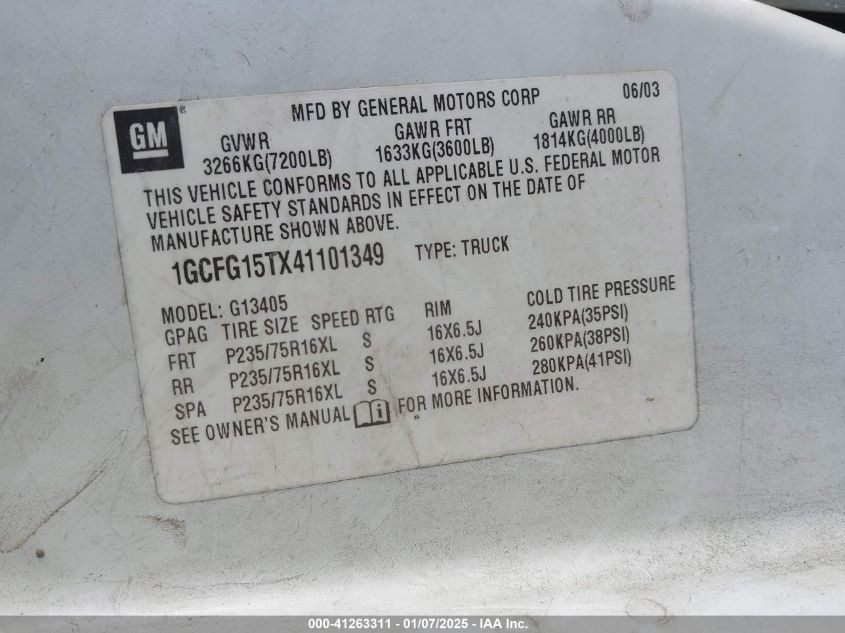 GM
®
MFD BY GENERAL MOTORS CORP 06/03
GVWR GAWR FRT GAWR RR
3266KG(7200LB) 1633KG(3600LB) 1814KG(4000LB)
THIS VEHICLE CONFORMS TO ALL APPLICABLE U.S. FEDERAL MOTOR
VEHICLE SAFETY STANDARDS IN EFFECT ON THE DATE OF
MANUFACTURE SHOWN ABOVE.
1GCFG15TX41101349 TYPE: TRUCK
MODEL: G13405
GPAG TIRE SIZE SPEED RTG RIM COLD TIRE PRESSURE
FRT P235/75R16XL S 16X6.5J 240KPA(35PSI)
RR P235/75R16XL S 16X6.5J 260KPA(38PSI)
SPA P235/75R16XL S 16X6.5J 280KPA(41PSI)
SEE OWNER'S MANUAL i FOR MORE INFORMATION.
000-41263311 - 01/07/2025 - IAA Inc.